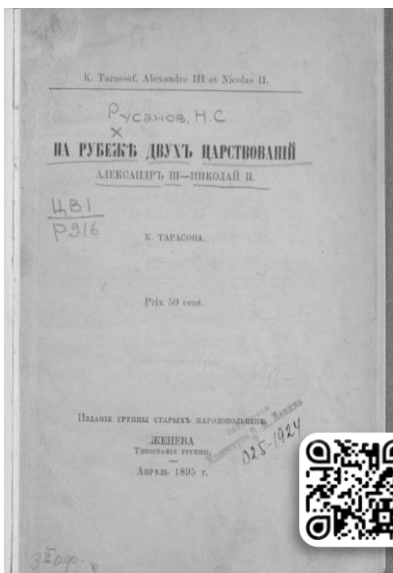 K. Tarassof. Alexandre III et Nicolas II.
Русанов, Н.С
х
НА РУБЕЖѢ ДВУХЪ ЦАРСТВОВАНІЙ
АЛЕКСАНДРЪ III—НИКОЛАЙ II.
ЦВ1
Р916
К. ТАРАСОВА.
Prix 50 cent.
Изданіе группы старыхъ народовольцевъ.
ЖЕНЕВА
Типографія группы.
Апрѣль 1895 г.
025-1924